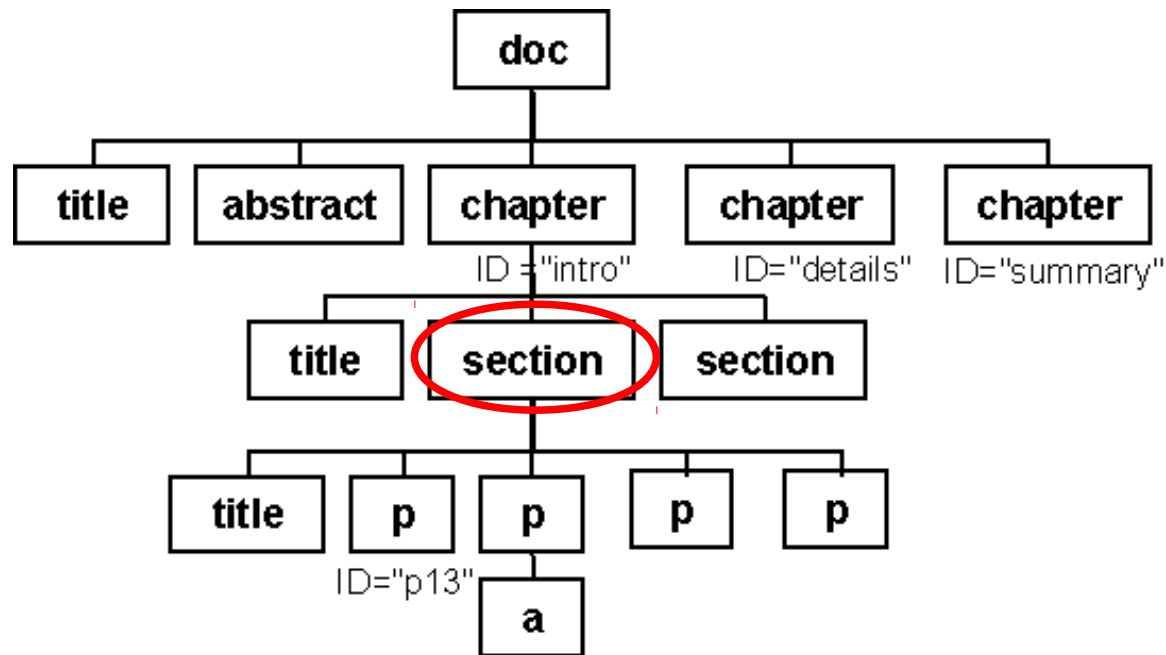 doc
title abstract chapter chapter chapter
ID ="intro" ID="details" ID="summary"
title section section
title p p p p
ID="p13"
a